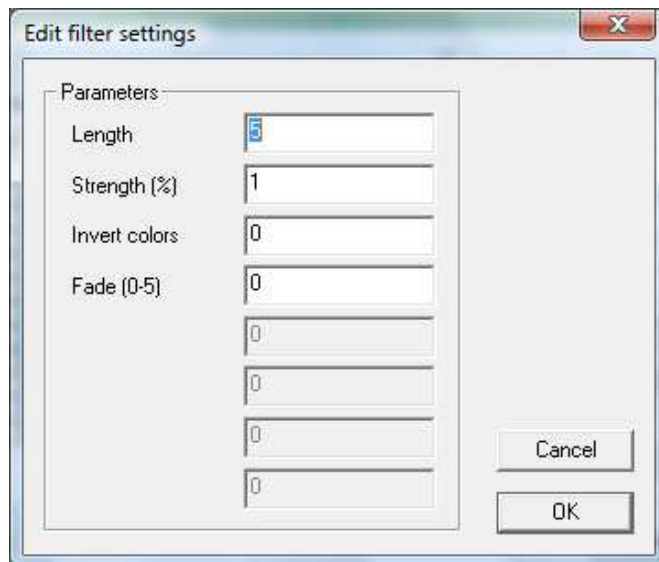 Edit filter settings
Parameters
Length 5
Strength (%) 1
Invert colors 0
Fade (0-5) 0
0
0
0
0
Cancel
OK